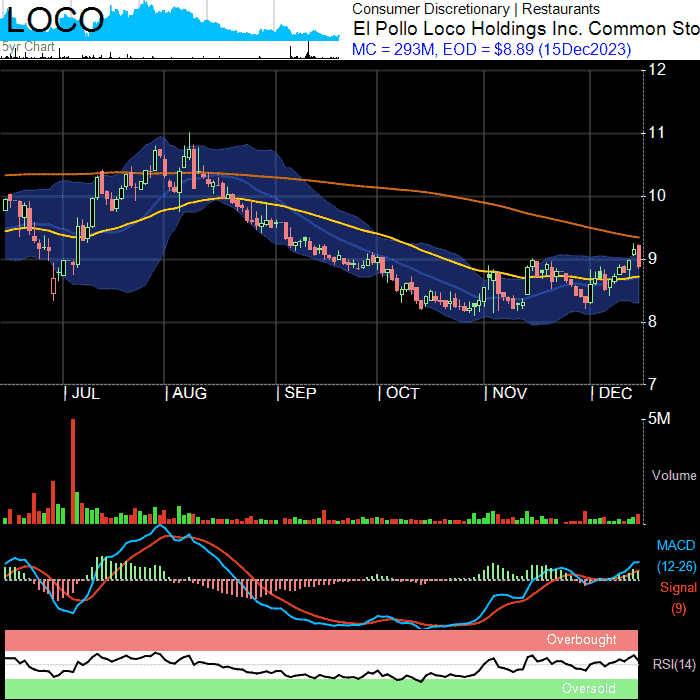 LOCO
5yr Chart
Consumer Discretionary | Restaurants
El Pollo Loco Holdings Inc. Common Sto
MC = 293M, EOD = $8.89 (15Dec2023)
12
11
10
9
8
7
| JUL | AUG | SEP | OCT | NOV | DEC
5M
Volume
MACD
(12-26)
Signal
(9)
Overbought
RSI(14)
Oversold